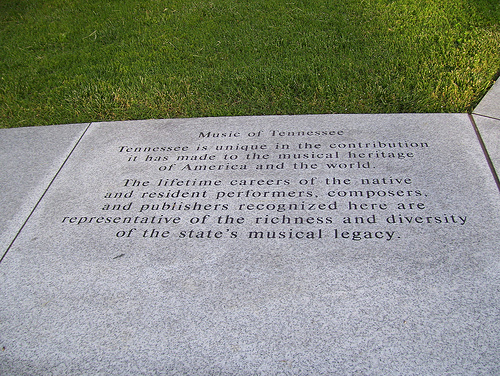 Music of Tennessee
Tennessee is unique in the contribution
it has made to the musical heritage
of America and the world.
The lifetime careers of the native
and resident performers, composers,
and publishers recognized here are
representative of the richness and diversity
of the state's musical legacy.